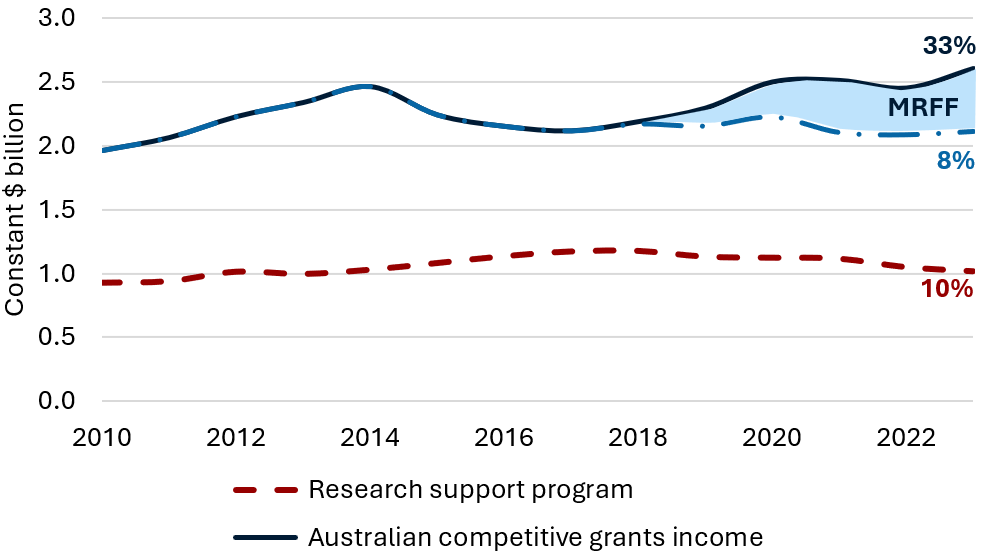 3.0
33%
2.5
MRFF
2.0
8%
1.5
1.0
10%
0.5
0.0
Constant $ billion
2010 2012 2014 2016 2018 2020 2022
Research support program
Australian competitive grants income